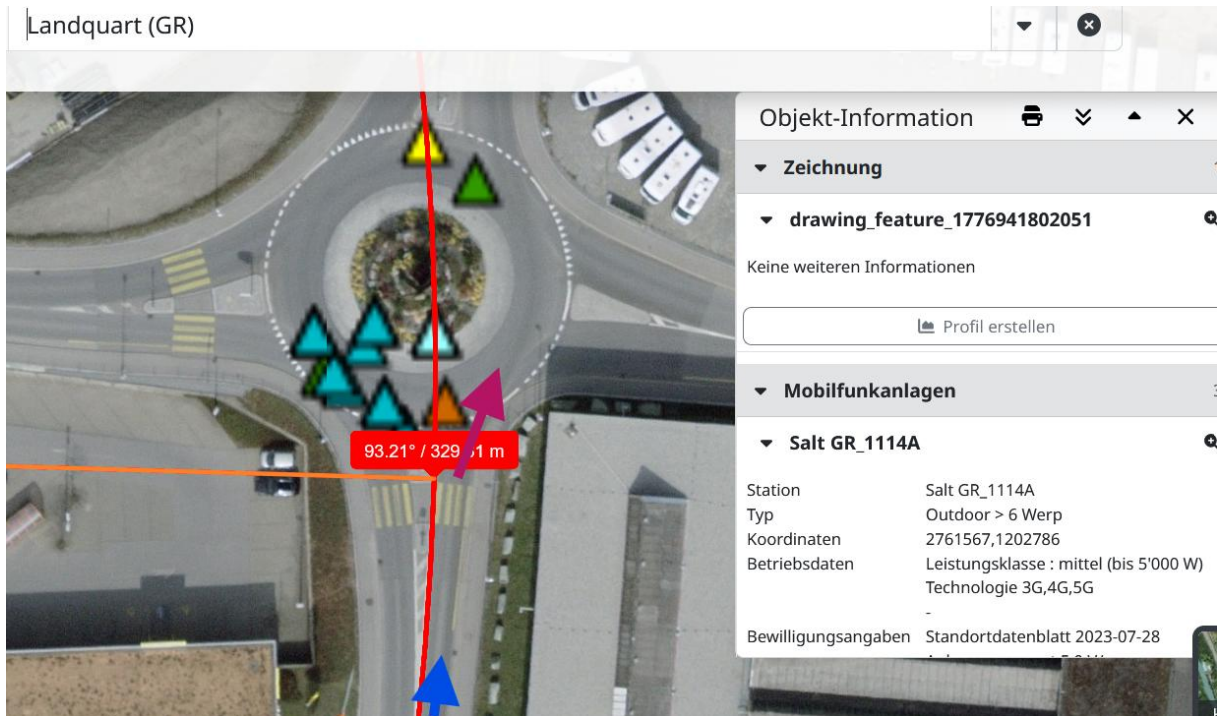 Landquart (GR)
Objekt-Information
Zeichnung
drawing_feature_1776941802051
Keine weiteren Informationen
Profil erstellen
Mobilfunkanlagen
Salt GR_1114A
Station Salt GR_1114A
Typ Outdoor > 6 Werp
Koordinaten 2761567,1202786
Betriebsdaten Leistungsklasse : mittel (bis 5'000 W)
Technologie 3G,4G,5G
-
Bewilligungsangaben Standortdatenblatt 2023-07-28
93.21° / m